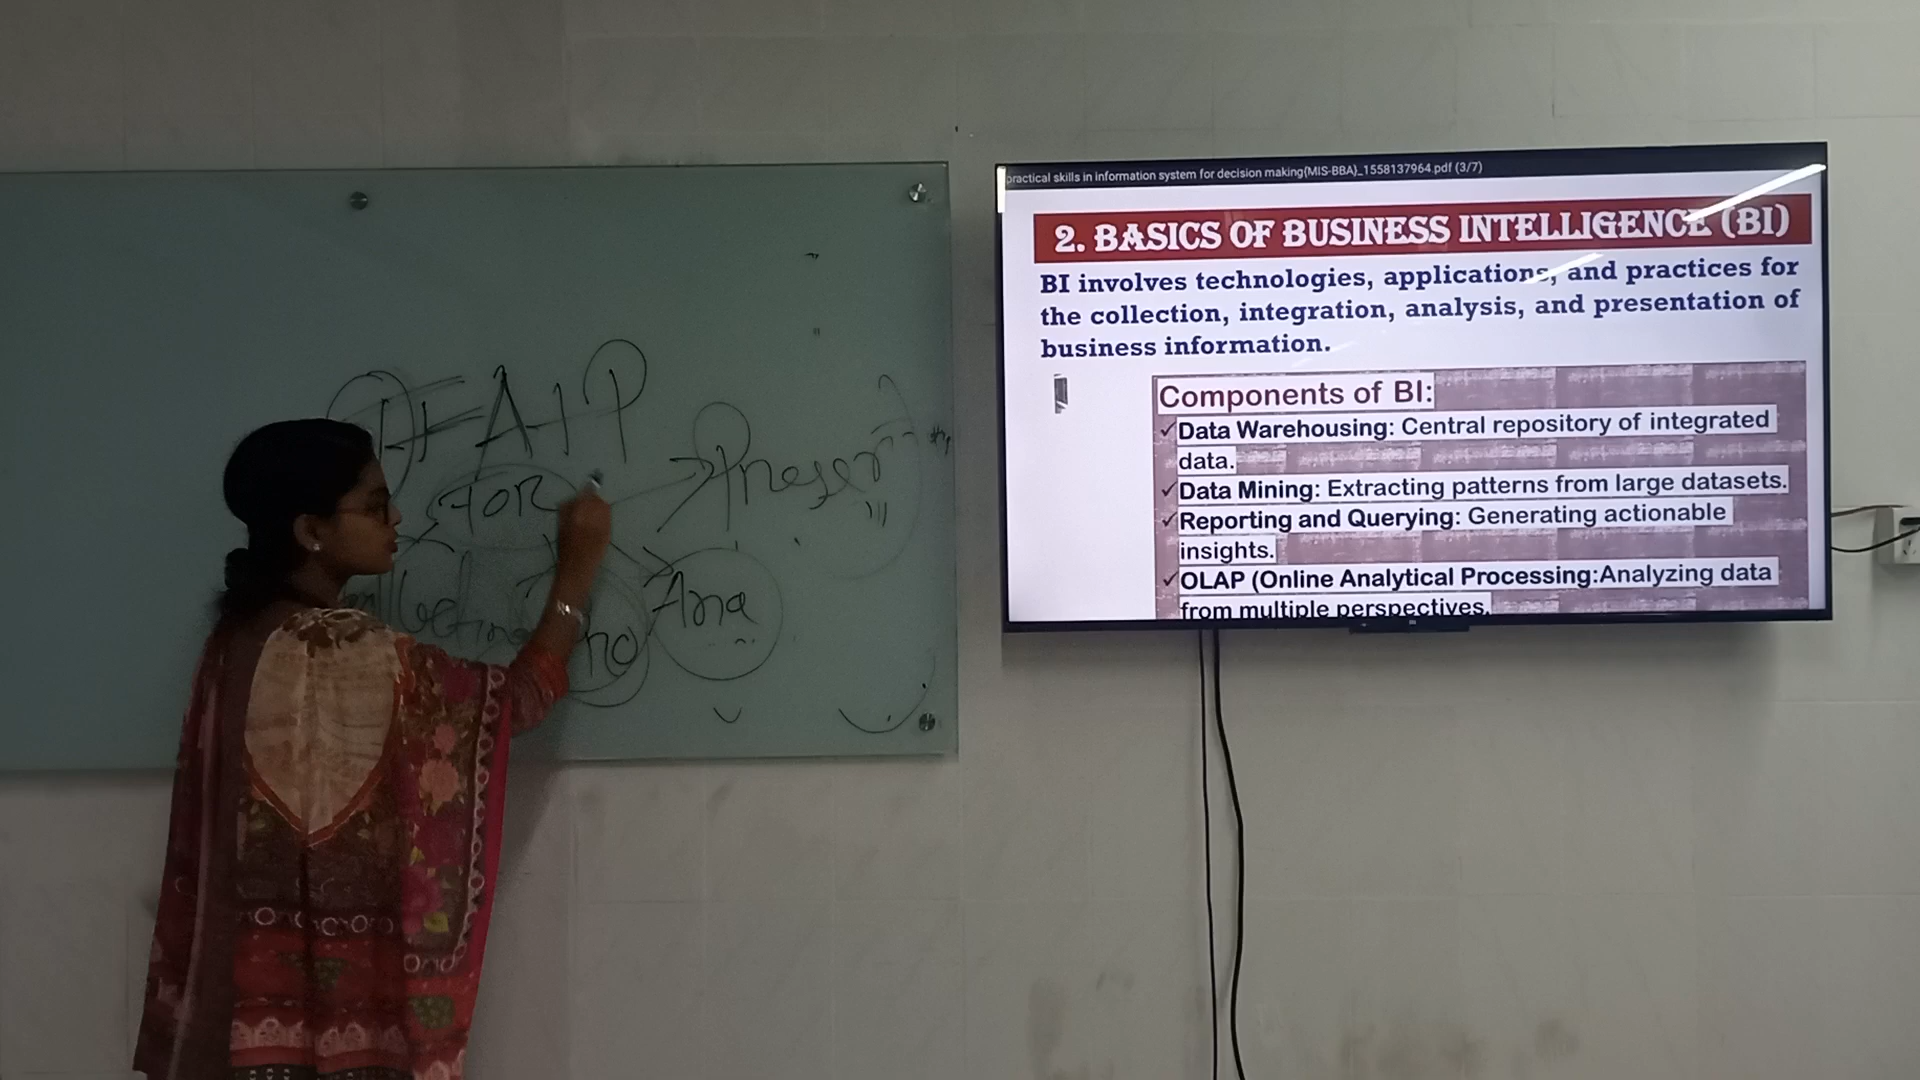 practical skills in information system for decision making(MIS-BBA)_1558137964.pdf (3/7)
2. BASICS OF BUSINESS INTELLIGENCE (BI)
BI involves technologies, applications, and practices for
the collection, integration, analysis, and presentation of
business information.
Components of BI:
✓Data Warehousing: Central repository of integrated
data.
✓Data Mining: Extracting patterns from large datasets.
✓Reporting and Querying: Generating actionable
insights.
✓OLAP (Online Analytical Processing:Analyzing data
from multiple perspectives.
Ana